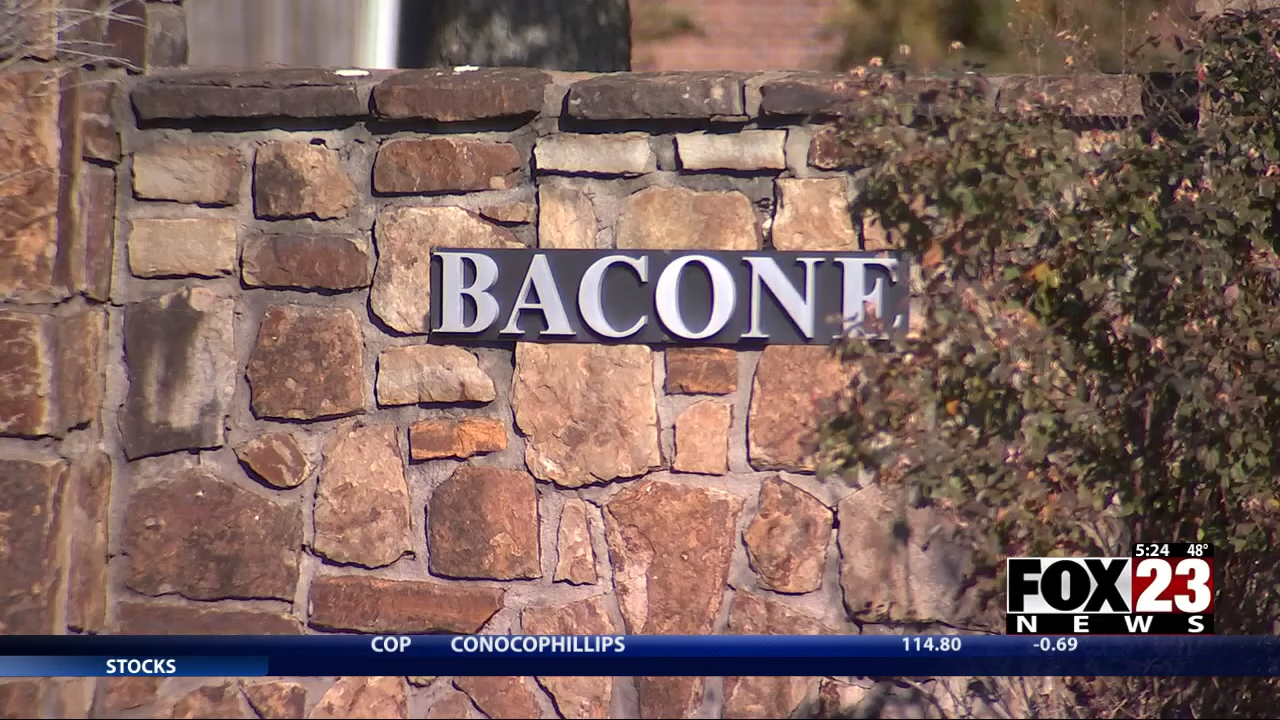 BACONE
5:24 48°
FOX 23
NEWS
COP CONOCOPHILLIPS 114.80 -0.69
STOCKS